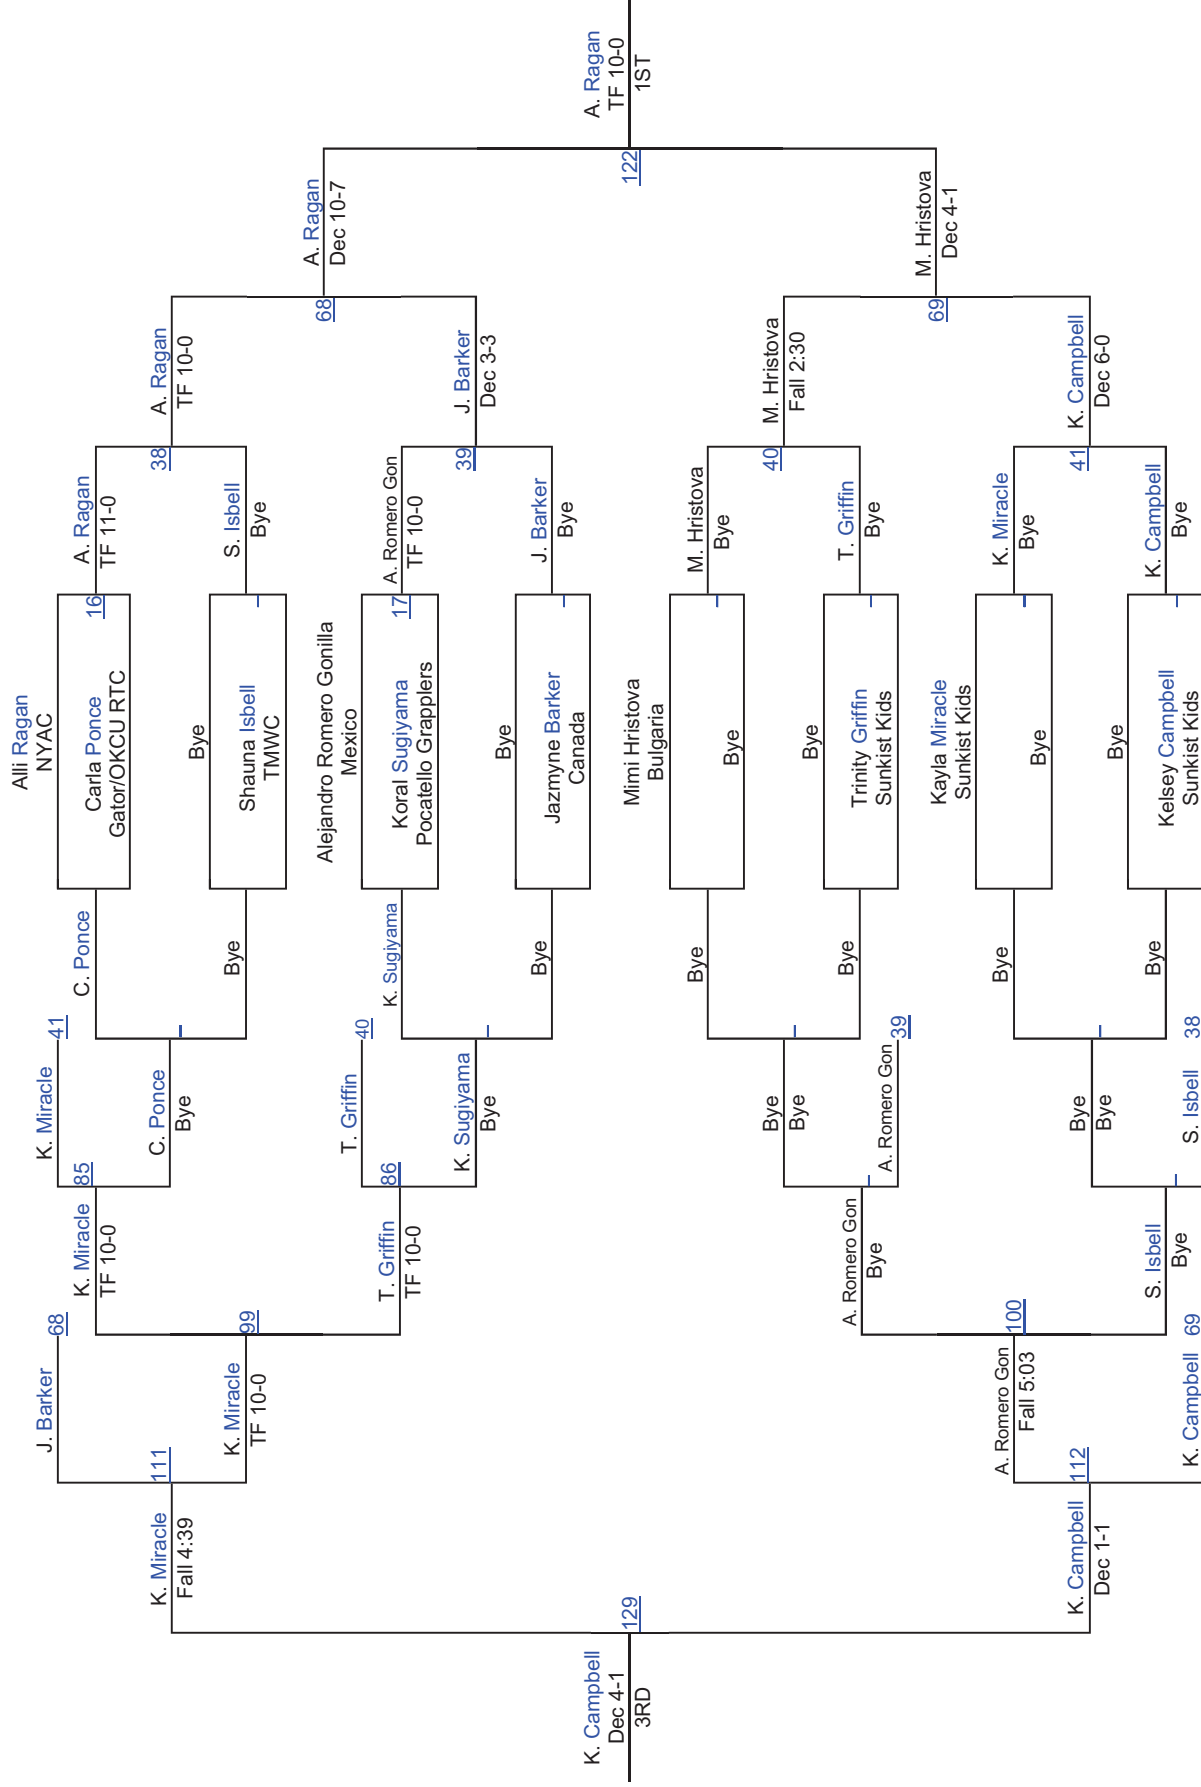 Alli Ragan
NYAC
Carla Ponce
Gator/OKCU RTC
16
Bye
Shauna Isbell
TMWC
Alejandro Romero Gonilla
Mexico
Koral Sugiyama
Pocatello Grapplers
17
Bye
Jazmyne Barker
Canada
Mimi Hristova
Bulgaria
Bye
Bye
Trinity Griffin
Sunkist Kids
Kayla Miracle
Sunkist Kids
Bye
Bye
Kelsey Campbell
Sunkist Kids
A. Ragan
TF 11-0
38
S. Isbell
Bye
A. Romero Gon
TF 10-0
39
J. Barker
Bye
M. Hristova
Bye
40
T. Griffin
Bye
K. Miracle
Bye
41
K. Campbell
Bye
A. Ragan
TF 10-0
68
J. Barker
Dec 3-3
M. Hristova
Fall 2:30
69
K. Campbell
Dec 6-0
A. Ragan
Dec 10-7
122
M. Hristova
Dec 4-1
A. Ragan
TF 10-0
1ST
C. Ponce
Bye
K. Sugiyama
Bye
Bye
Bye
Bye
Bye
K. Miracle
41
85
C. Ponce
Bye
T. Griffin
40
86
K. Sugiyama
Bye
Bye
Bye
A. Romero Gon
39
Bye
Bye
S. Isbell
38
K. Miracle
TF 10-0
99
T. Griffin
TF 10-0
A. Romero Gon
Bye
100
S. Isbell
Bye
J. Barker
68
111
K. Miracle
TF 10-0
A. Romero Gon
Fall 5:03
112
K. Campbell
69
K. Miracle
Fall 4:39
129
K. Campbell
Dec 1-1
K. Campbell
Dec 4-1
3RD